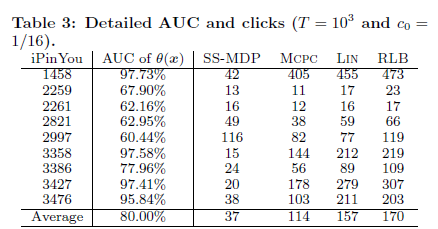 Table 3: Detailed AUC and clicks (T = 10³ and c₀ =
1/16).
iPinYou AUC of θ(x) SS-MDP MCPC LIN RLB
1458 97.73% 42 405 455 473
2259 67.90% 13 11 17 23
2261 62.16% 16 12 16 17
2821 62.95% 49 38 59 66
2997 60.44% 116 82 77 119
3358 97.58% 15 144 212 219
3386 77.96% 24 56 89 109
3427 97.41% 20 178 279 307
3476 95.84% 38 103 211 203
Average 80.00% 37 114 157 170